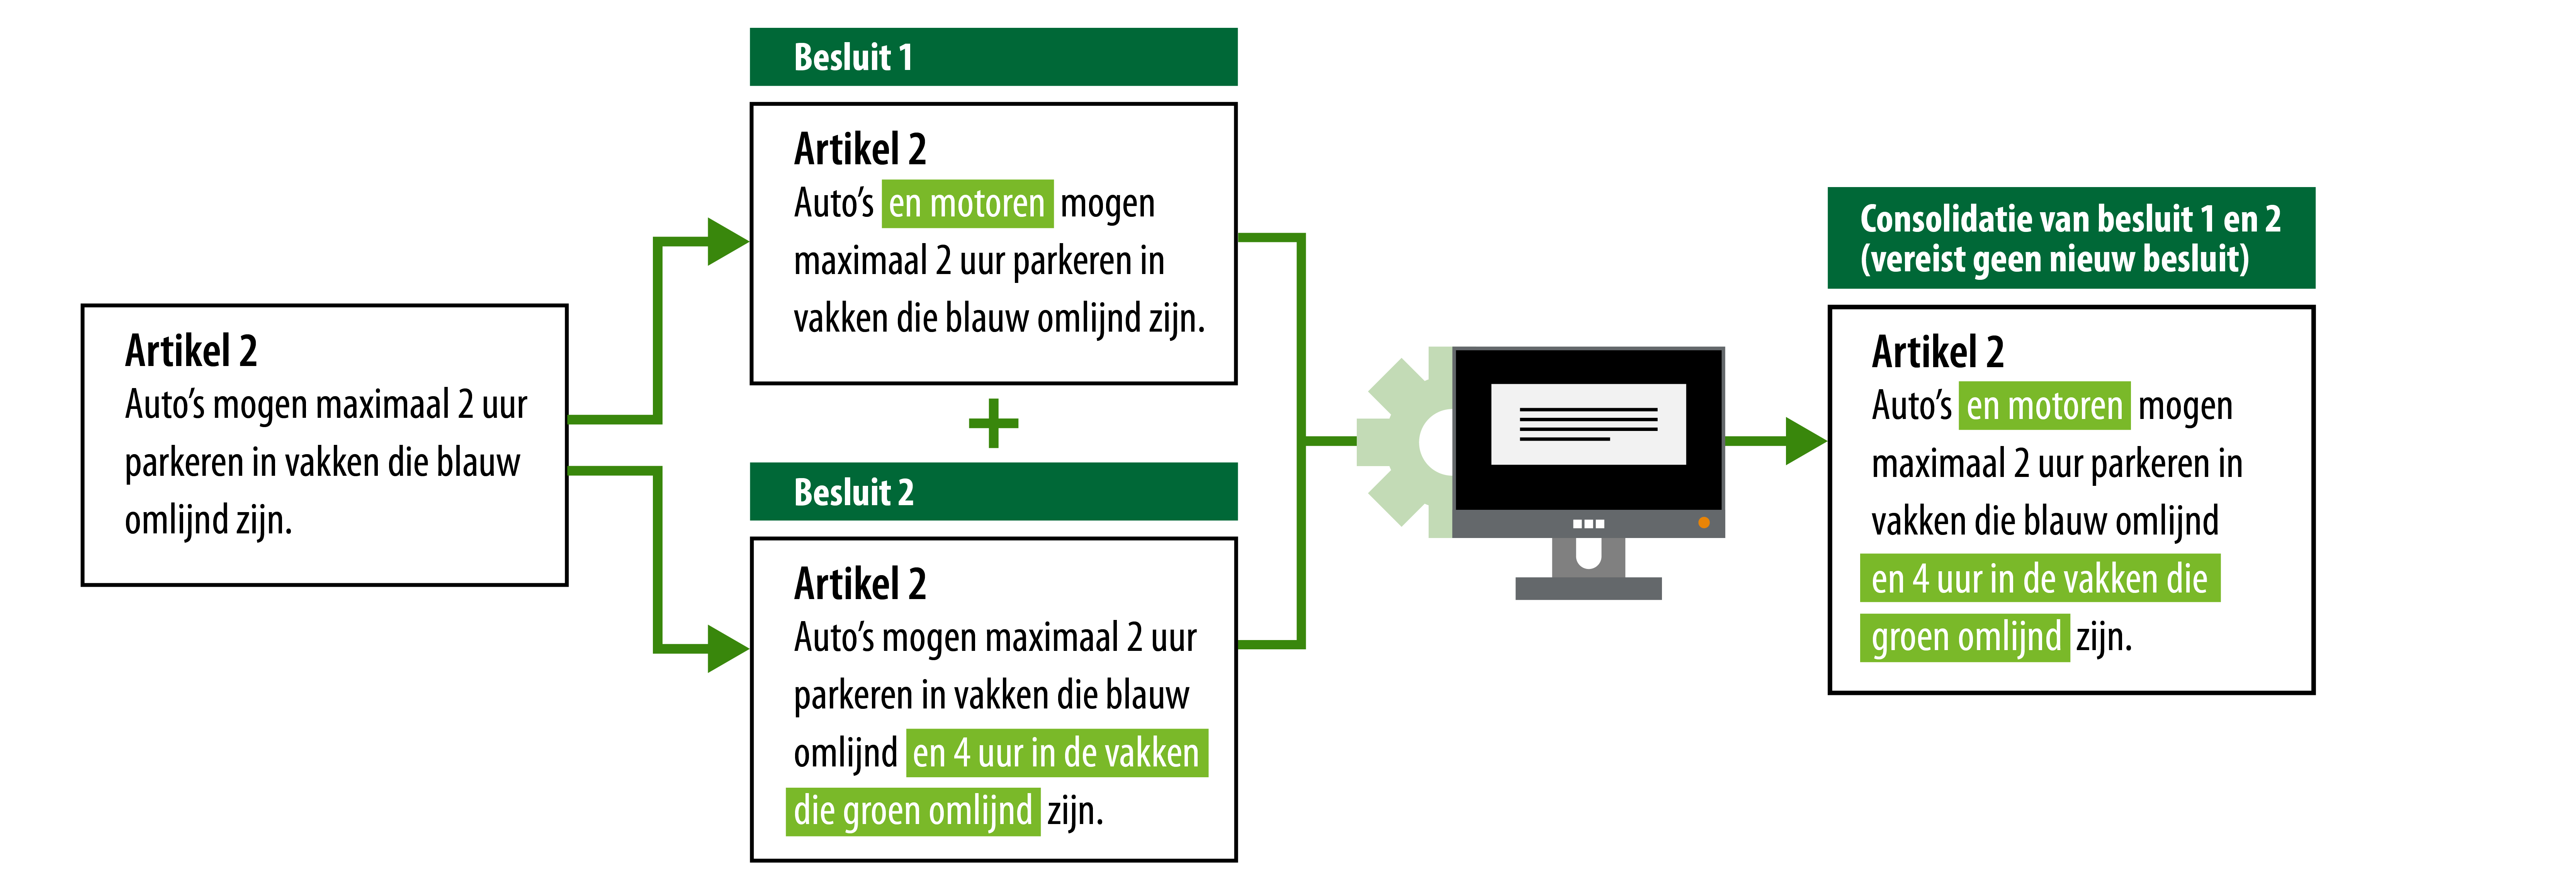 Artikel 2
Auto’s mogen maximaal 2 uur
parkeren in vakken die blauw
omlijnd zijn.
Besluit 1
Artikel 2
Auto’s en motoren mogen
maximaal 2 uur parkeren in
vakken die blauw omlijnd zijn.
+
Besluit 2
Artikel 2
Auto’s mogen maximaal 2 uur
parkeren in vakken die blauw
omlijnd en 4 uur in de vakken
die groen omlijnd zijn.
Consolidatie van besluit 1 en 2
(vereist geen nieuw besluit)
Artikel 2
Auto’s en motoren mogen
maximaal 2 uur parkeren in
vakken die blauw omlijnd
en 4 uur in de vakken die
groen omlijnd zijn.